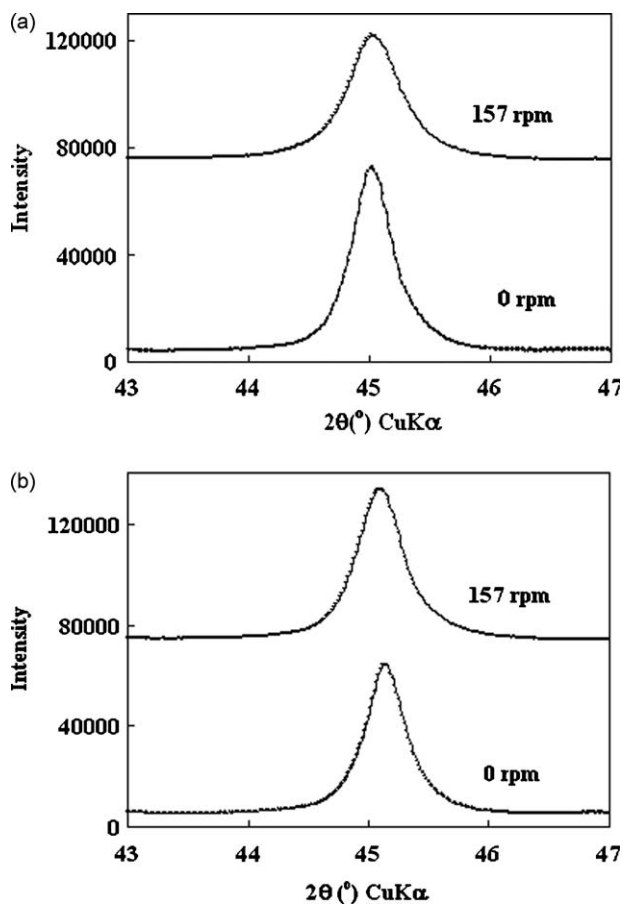 (a)
120000
157 rpm
80000
Intensity
40000
0 rpm
0
43 44 45 46 47
2θ(°) CuKα
(b)
120000
157 rpm
80000
Intensity
40000
0 rpm
0
43 44 45 46 47
2θ (°) CuKα